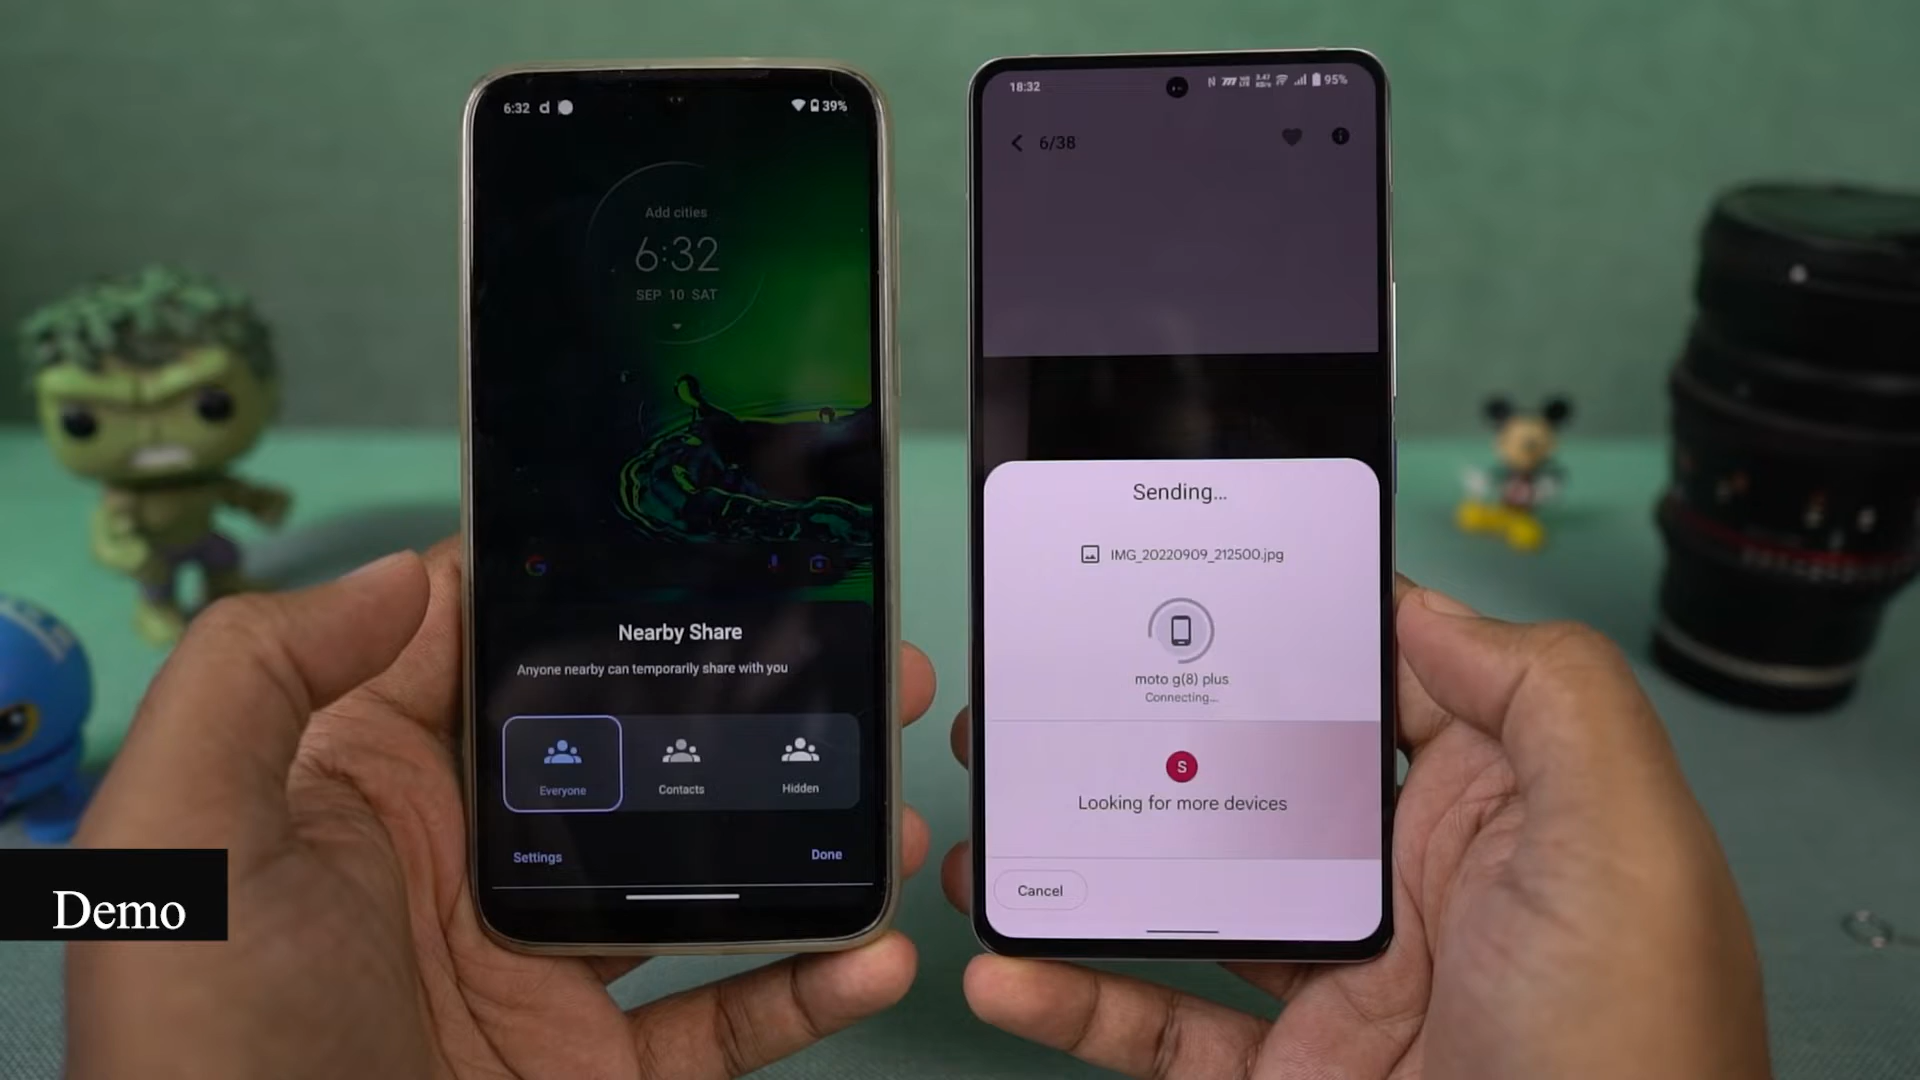 6:32
39%
Add cities
6:32
SEP 10 SAT
Nearby Share
Anyone nearby can temporarily share with you
Everyone
Contacts
Hidden
Settings
Done
18:32
95%
6/38
Sending...
IMG_20220909_212500.jpg
moto g(8) plus
Connecting...
S
Looking for more devices
Cancel
Demo